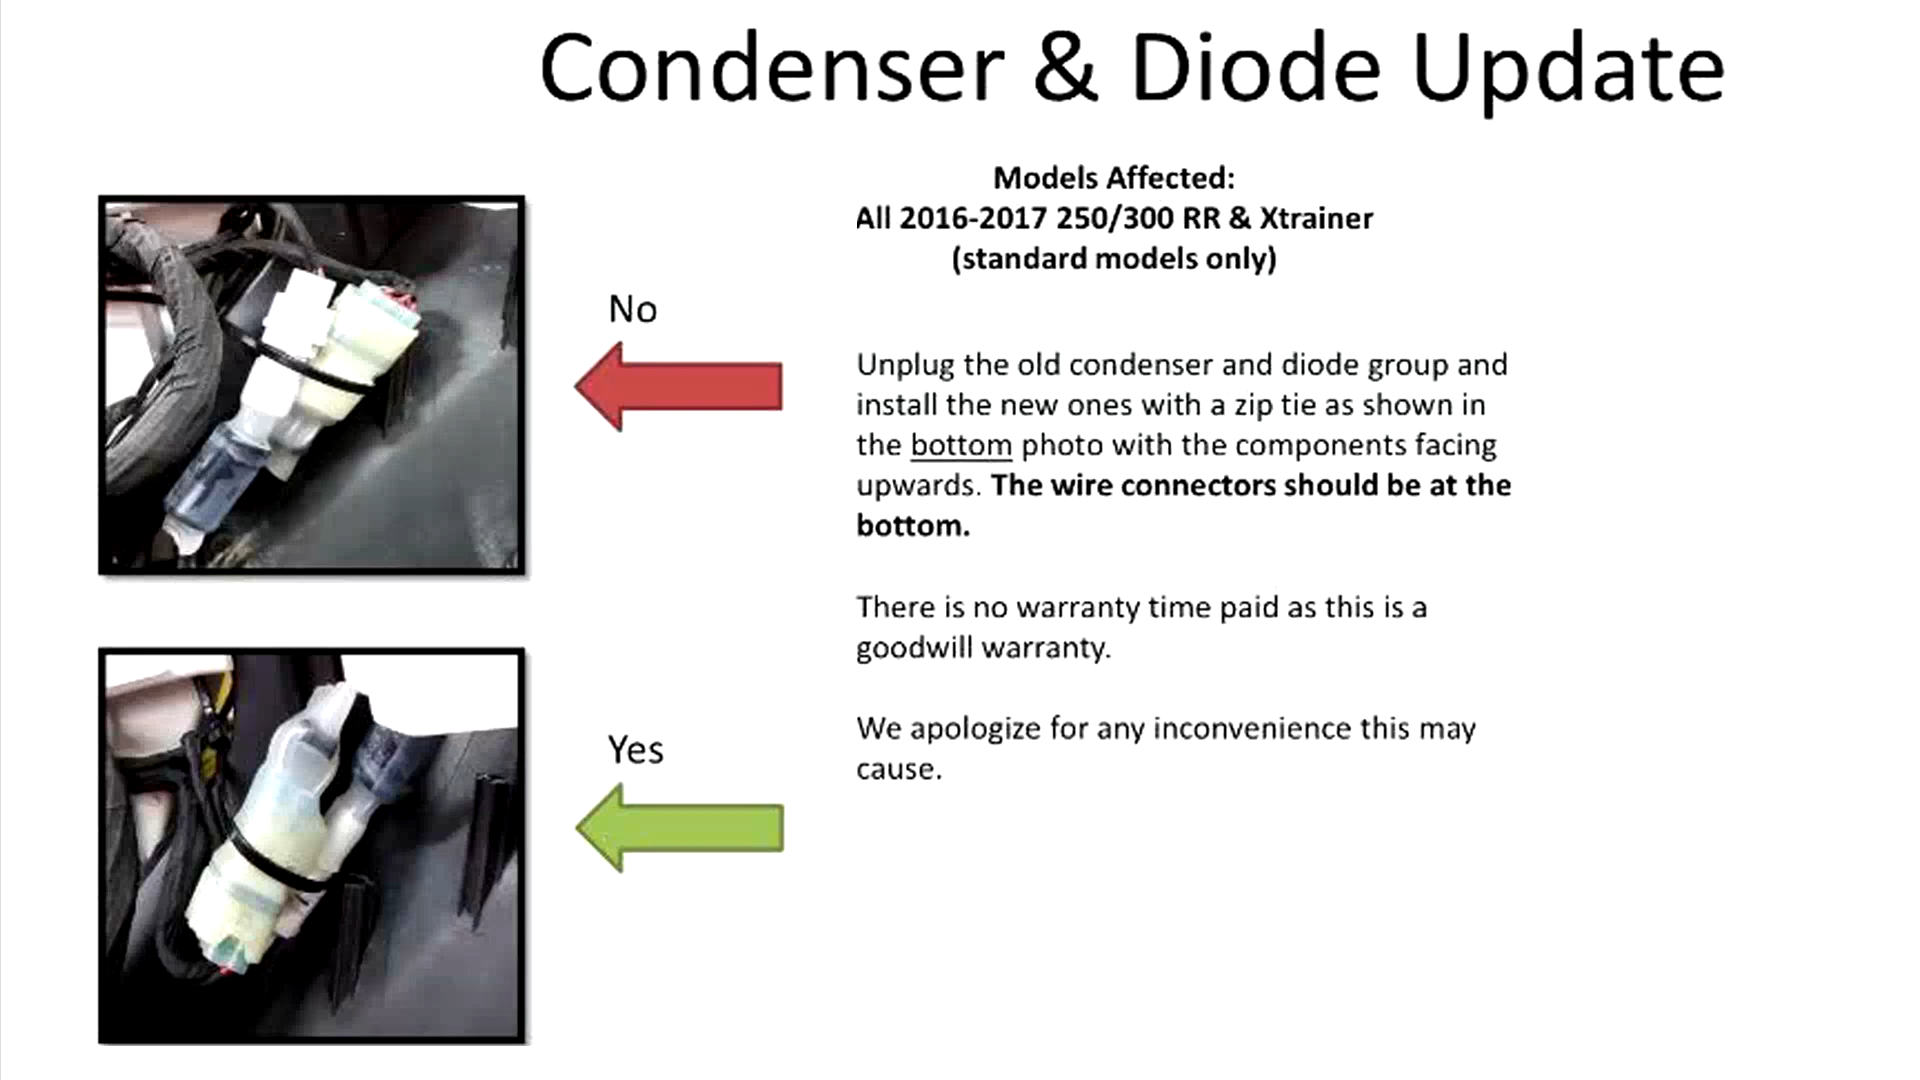 Condenser & Diode Update
Models Affected:
All 2016-2017 250/300 RR & Xtrainer
(standard models only)
No
Unplug the old condenser and diode group and
install the new ones with a zip tie as shown in
the bottom photo with the components facing
upwards. The wire connectors should be at the
bottom.
There is no warranty time paid as this is a
goodwill warranty.
Yes
We apologize for any inconvenience this may
cause.